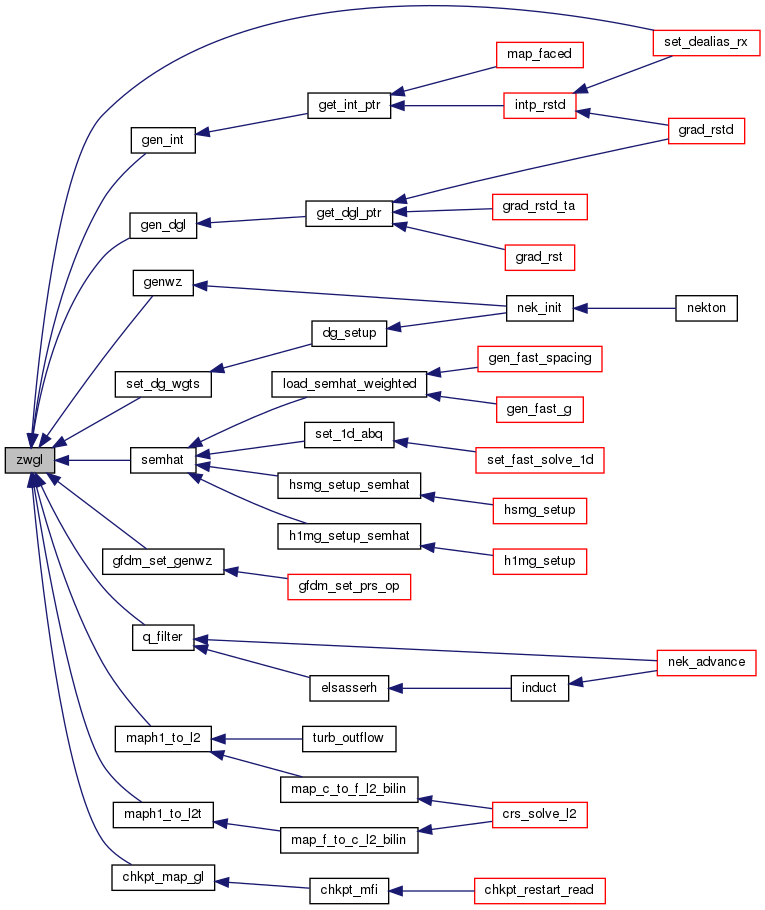 set_dealias_rx
map_faced
get_int_ptr
intp_rstd
gen_int
grad_rstd
gen_dgl
get_dgl_ptr
grad_rstd_ta
grad_rst
genwz
nek_init
nekton
dg_setup
set_dg_wgts
load_semhat_weighted
gen_fast_spacing
gen_fast_g
zwgl
semhat
set_1d_abq
set_fast_solve_1d
hsmg_setup_semhat
hsmg_setup
h1mg_setup_semhat
h1mg_setup
gfdm_set_genwz
gfdm_set_prs_op
q_filter
nek_advance
elsasserh
induct
maph1_to_l2
turb_outflow
map_c_to_f_l2_bilin
maph1_to_l2t
crs_solve_l2
map_f_to_c_l2_bilin
chkpt_map_gl
chkpt_mfi
chkpt_restart_read